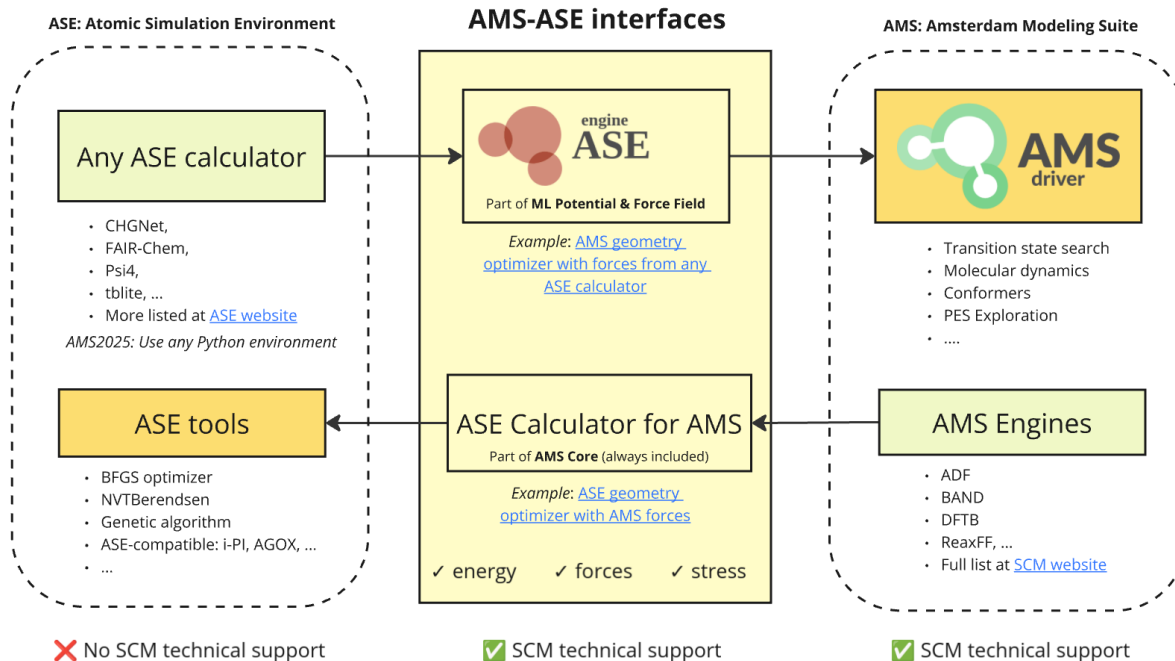 AMS-ASE interfaces
ASE: Atomic Simulation Environment
Any ASE calculator
• CHGNet,
• FAIR-Chem,
• Psi4,
• tblite, ...
• More listed at ASE website
AMS2025: Use any Python environment
ASE tools
• BFGS optimizer
• NVTBerendsen
• Genetic algorithm
• ASE-compatible: i-PI, AGOX, ...
• ...
❌ No SCM technical support
engine
ASE
Part of ML Potential & Force Field
Example: AMS geometry
optimizer with forces from any
ASE calculator
ASE Calculator for AMS
Part of AMS Core (always included)
Example: ASE geometry
optimizer with AMS forces
✓ energy ✓ forces ✓ stress
✅ SCM technical support
AMS: Amsterdam Modeling Suite
AMS
driver
• Transition state search
• Molecular dynamics
• Conformers
• PES Exploration
• ....
AMS Engines
• ADF
• BAND
• DFTB
• ReaxFF, ...
• Full list at SCM website
✅ SCM technical support